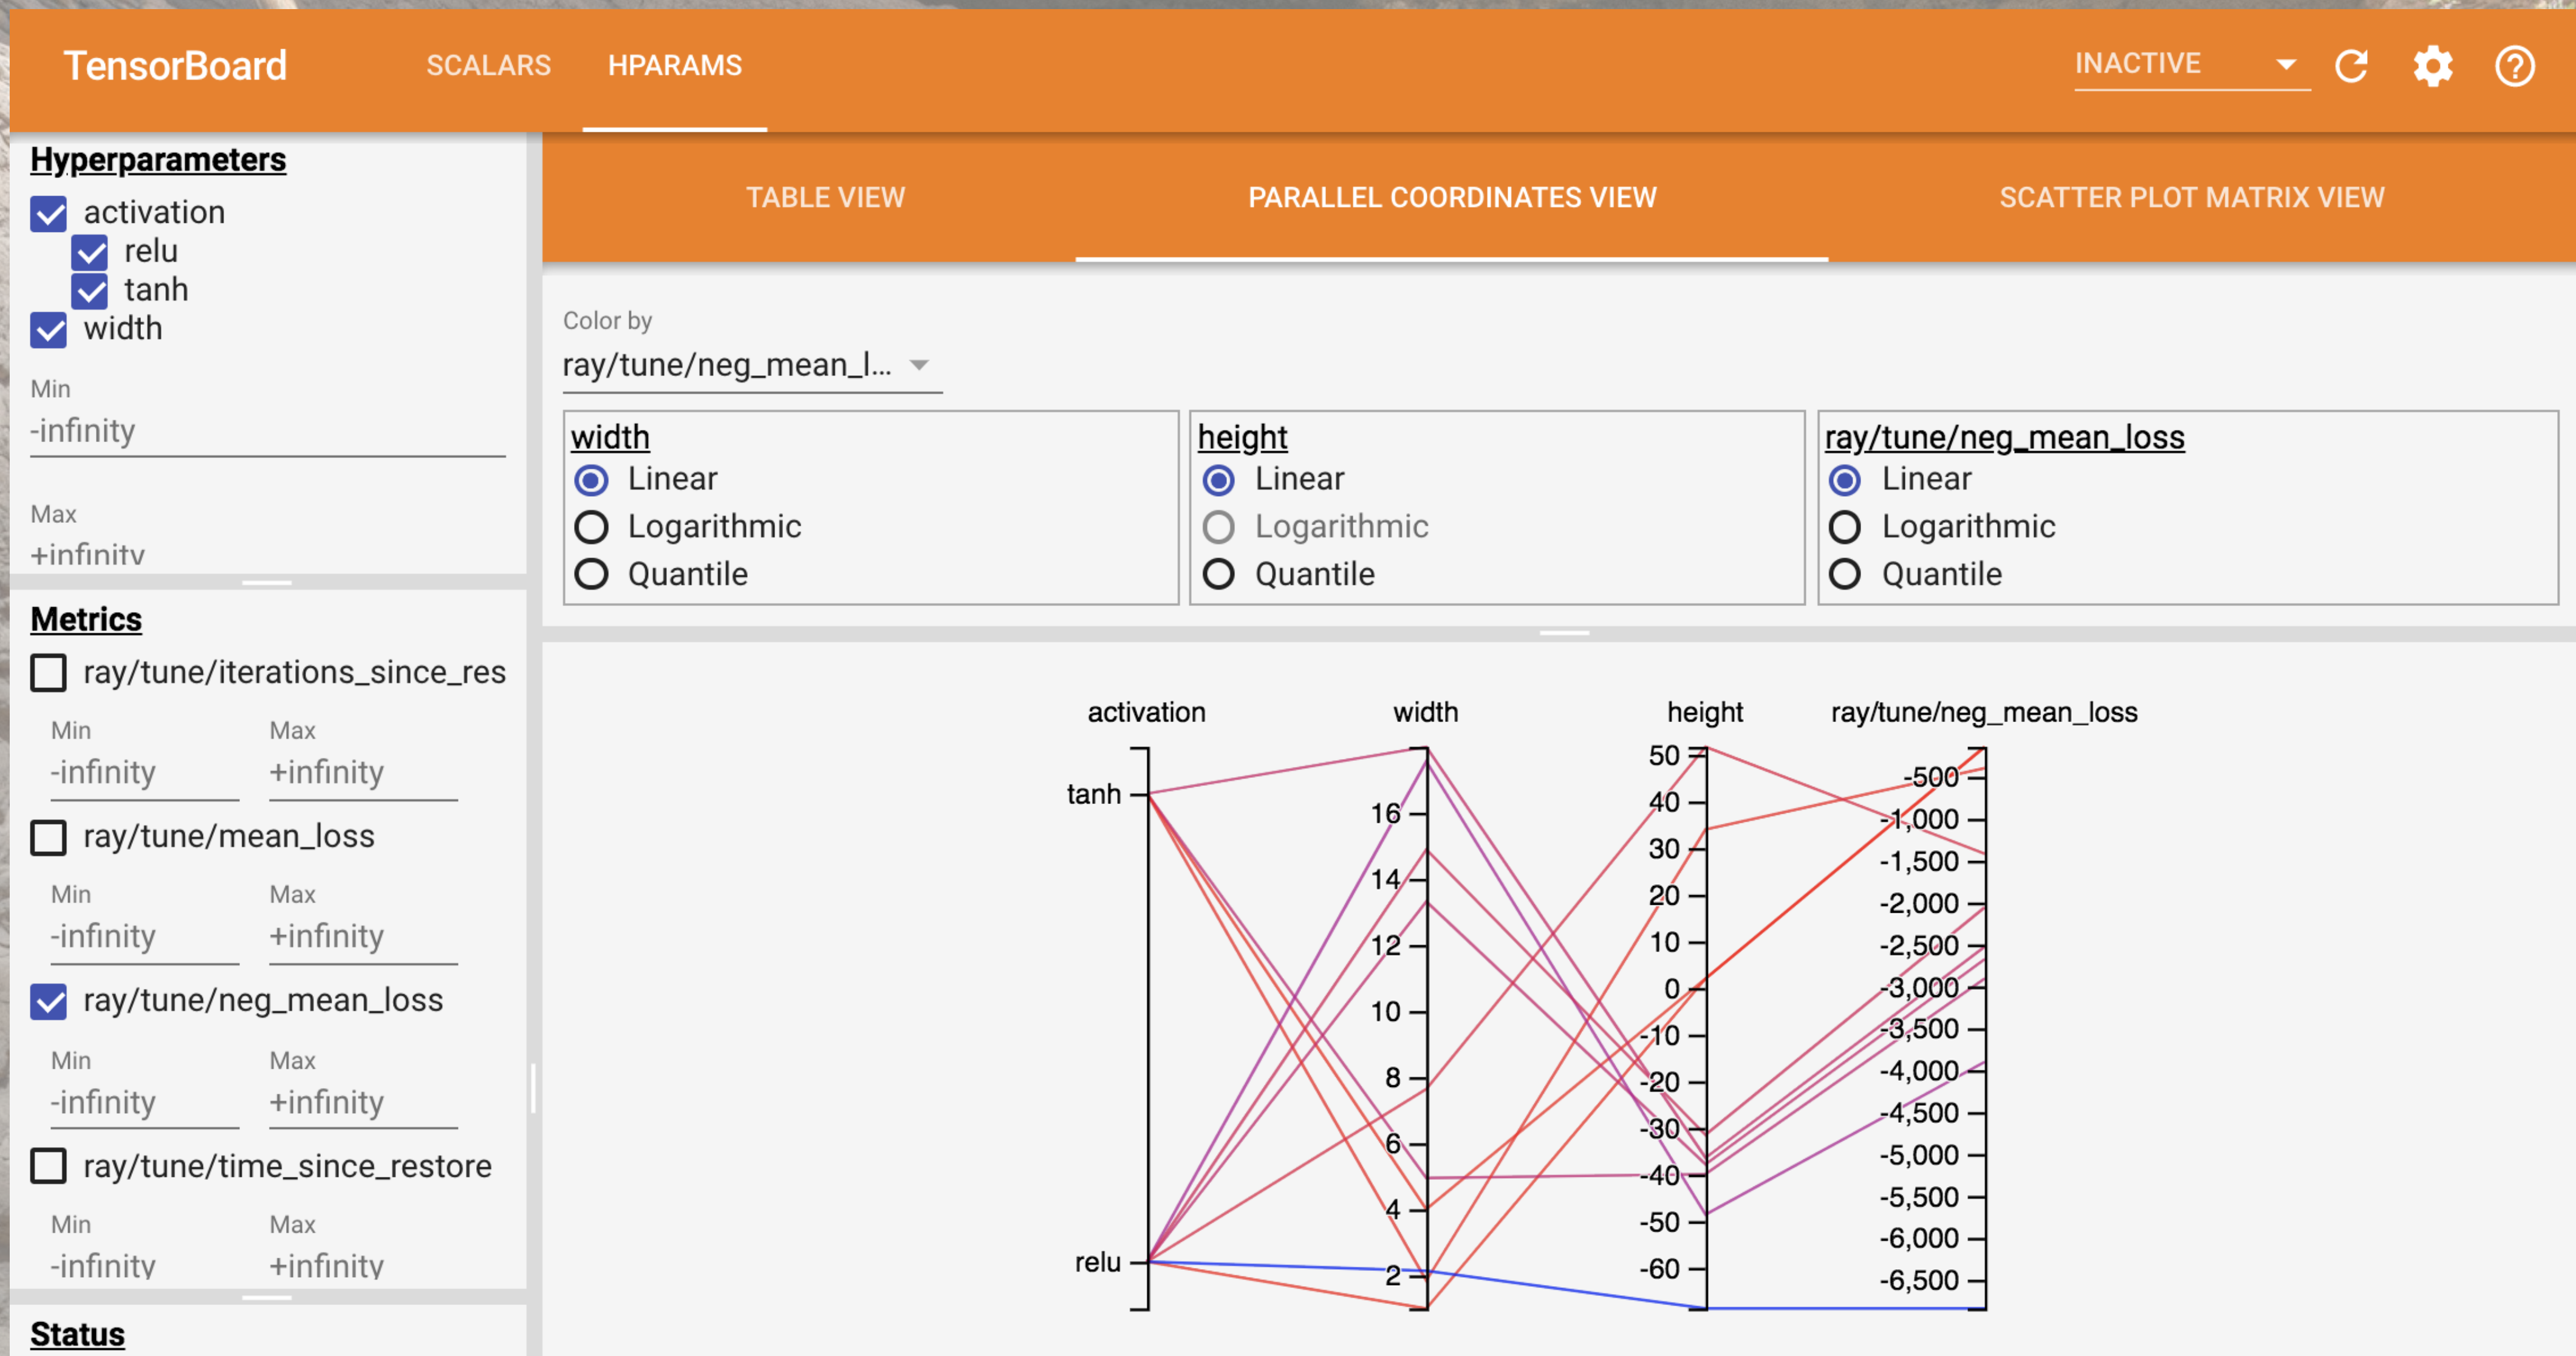 TensorBoard SCALARS HPARAMS INACTIVE
Hyperparameters
activation
relu
tanh
width
Min
-infinity
Max
+infinity
Metrics
ray/tune/iterations_since_res
Min Max
-infinity +infinity
ray/tune/mean_loss
Min Max
-infinity +infinity
ray/tune/neg_mean_loss
Min Max
-infinity +infinity
ray/tune/time_since_restore
Min Max
-infinity +infinity
Status
TABLE VIEW PARALLEL COORDINATES VIEW SCATTER PLOT MATRIX VIEW
Color by
ray/tune/neg_mean_l...
width
Linear
Logarithmic
Quantile
height
Linear
Logarithmic
Quantile
ray/tune/neg_mean_loss
Linear
Logarithmic
Quantile
activation width height ray/tune/neg_mean_loss
tanh
relu
16
14
12
10
8
6
4
2
50
40
30
20
10
0
-10
-20
-30
-40
-50
-60
-500
-1,000
-1,500
-2,000
-2,500
-3,000
-3,500
-4,000
-4,500
-5,000
-5,500
-6,000
-6,500